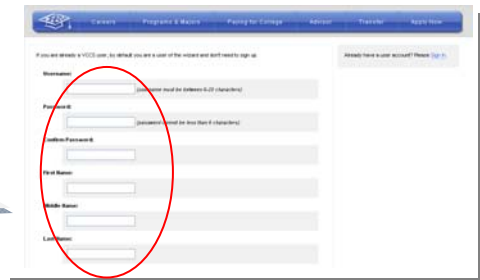 Careers Programs & Majors Paying for College Advisor Transfer Apply Now
If you are already a VCCS user, by default you are a user of the wizard and don't need to sign up.
Already have a user account? Please Sign In
Username:
(username must be between 6-20 characters)
Password:
(password cannot be less than 6 characters)
Confirm Password:
First Name:
Middle Name:
Last Name: